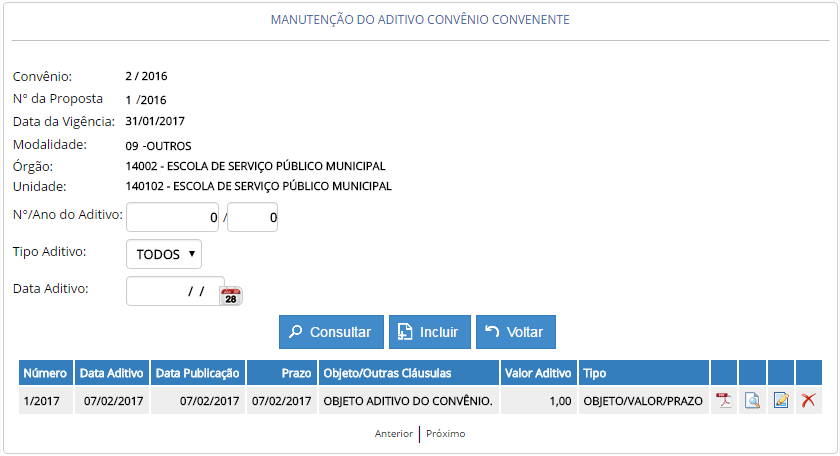 MANUTENÇÃO DO ADITIVO CONVÊNIO CONVENENTE
Convênio: 2 / 2016
N° da Proposta 1 /2016
Data da Vigência: 31/01/2017
Modalidade: 09 -OUTROS
Órgão: 14002 - ESCOLA DE SERVIÇO PÚBLICO MUNICIPAL
Unidade: 140102 - ESCOLA DE SERVIÇO PÚBLICO MUNICIPAL
N°/Ano do Aditivo: 0 / 0
Tipo Aditivo: TODOS
Data Aditivo: / / 28
Consultar Incluir Voltar
Número Data Aditivo Data Publicação Prazo Objeto/Outras Cláusulas Valor Aditivo Tipo
1/2017 07/02/2017 07/02/2017 07/02/2017 OBJETO ADITIVO DO CONVÊNIO. 1,00 OBJETO/VALOR/PRAZO
Anterior Próximo